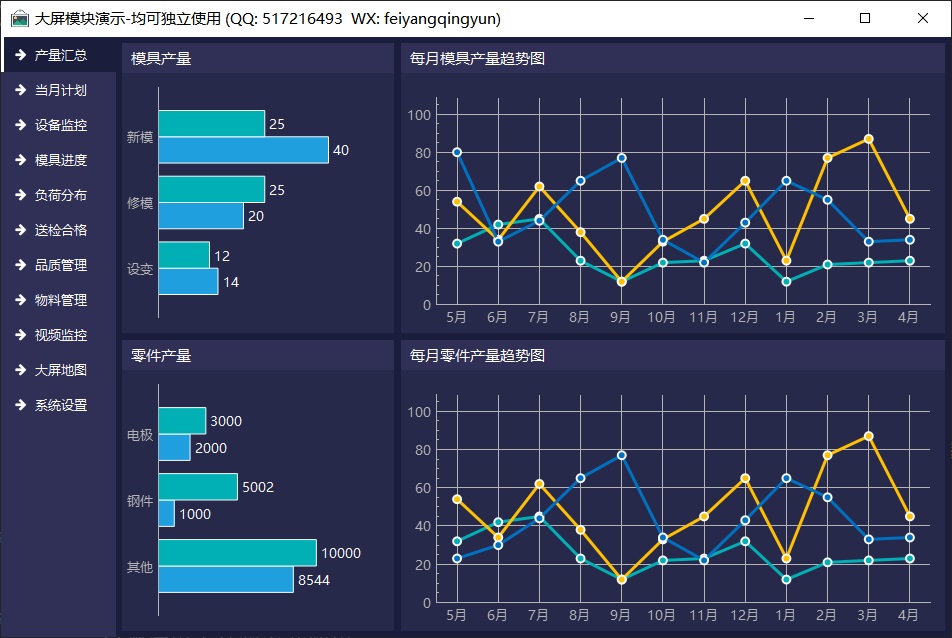 大屏模块演示-均可独立使用 (QQ: 517216493  WX: feiyangqingyun)
产量汇总
当月计划
设备监控
模具进度
负荷分布
送检合格
品质管理
物料管理
视频监控
大屏地图
系统设置
模具产量
新模
25
40
修模
25
20
设变
12
14
每月模具产量趋势图
100
80
60
40
20
0
5月 6月 7月 8月 9月 10月 11月 12月 1月 2月 3月 4月
零件产量
电极
3000
2000
钢件
5002
1000
其他
10000
8544
每月零件产量趋势图
100
80
60
40
20
0
5月 6月 7月 8月 9月 10月 11月 12月 1月 2月 3月 4月